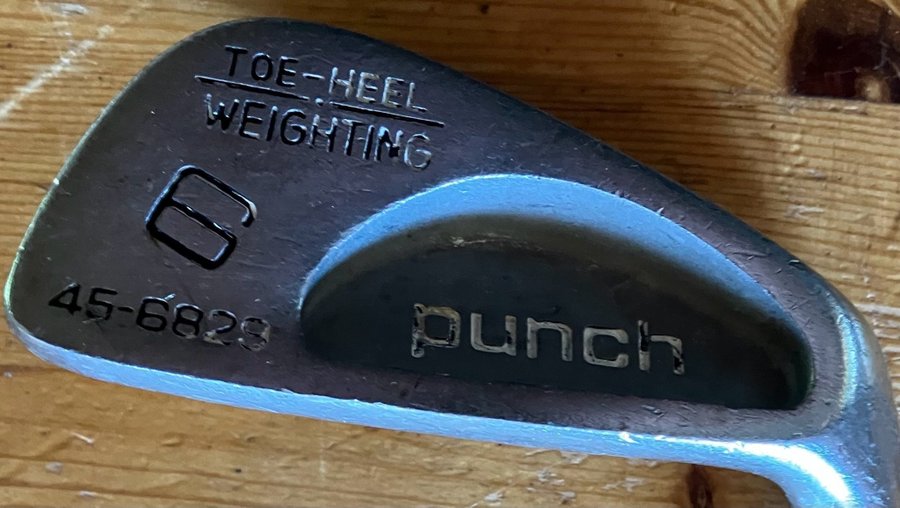 TOE-HEEL
WEIGHTING
6
45-6829
punch